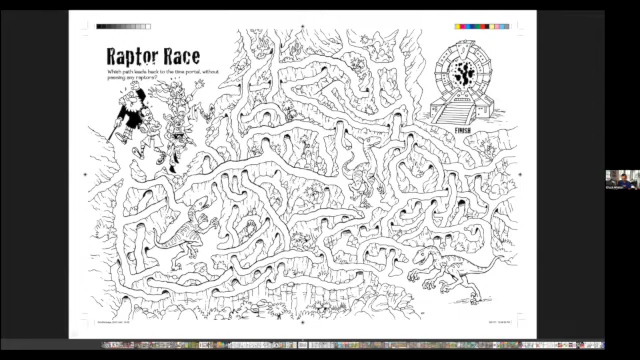 Raptor Race
Which path leads back to the time portal, without
passing any raptors?
FINISH